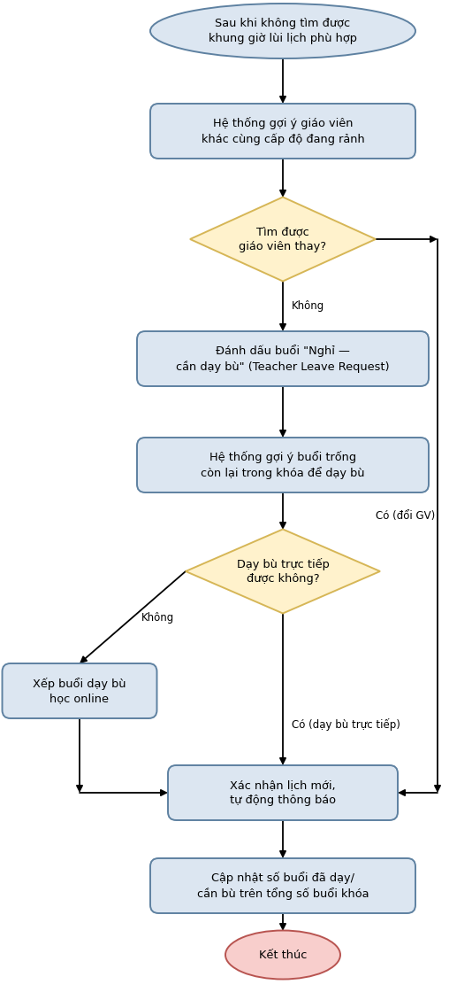 Sau khi không tìm được
khung giờ lùi lịch phù hợp
Hệ thống gợi ý giáo viên
khác cùng cấp độ đang rảnh
Tìm được
giáo viên thay?
Không
Đánh dấu buổi "Nghỉ —
cần dạy bù" (Teacher Leave Request)
Hệ thống gợi ý buổi trống
còn lại trong khóa để dạy bù
Có (đổi GV)
Dạy bù trực tiếp
được không?
Không
Xếp buổi dạy bù
học online
Có (dạy bù trực tiếp)
Xác nhận lịch mới,
tự động thông báo
Cập nhật số buổi đã dạy/
cần bù trên tổng số buổi khóa
Kết thúc